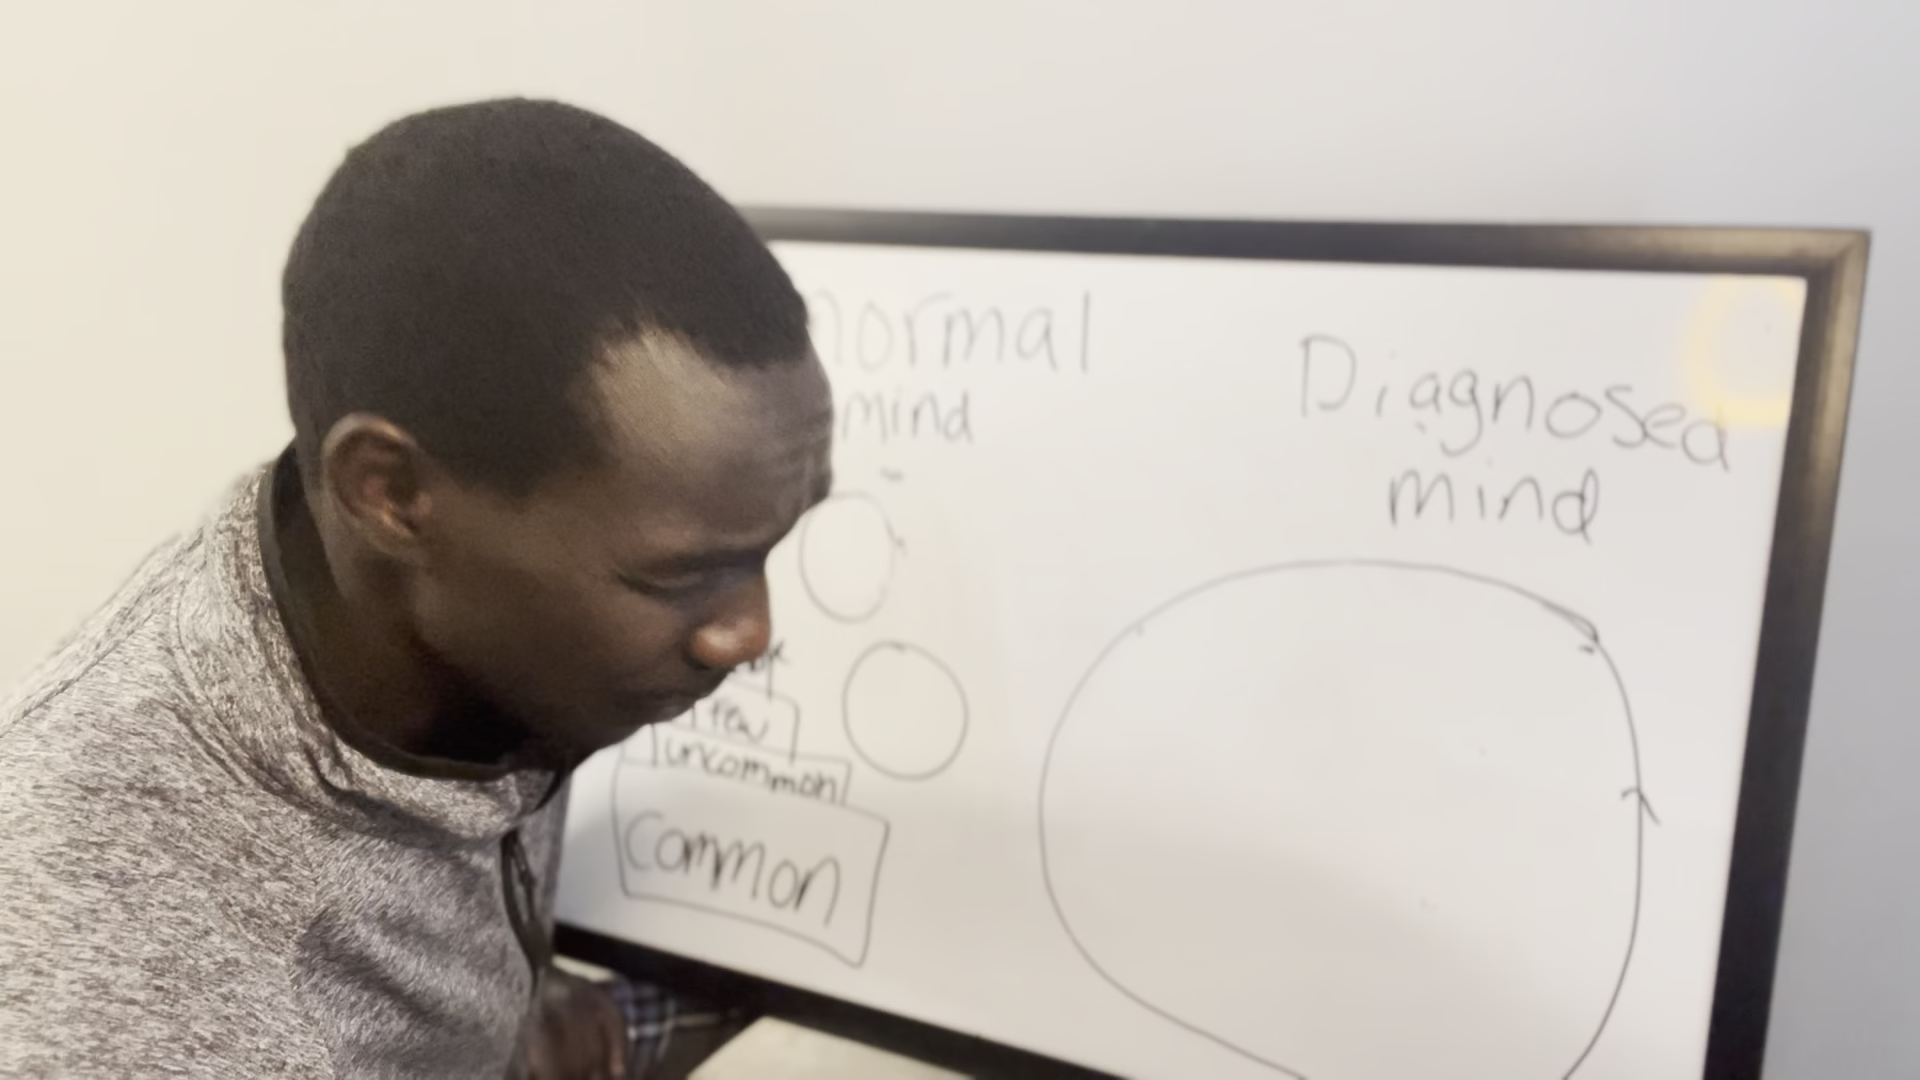 normal
mind
Diagnosed
mind
few
uncommon
Common